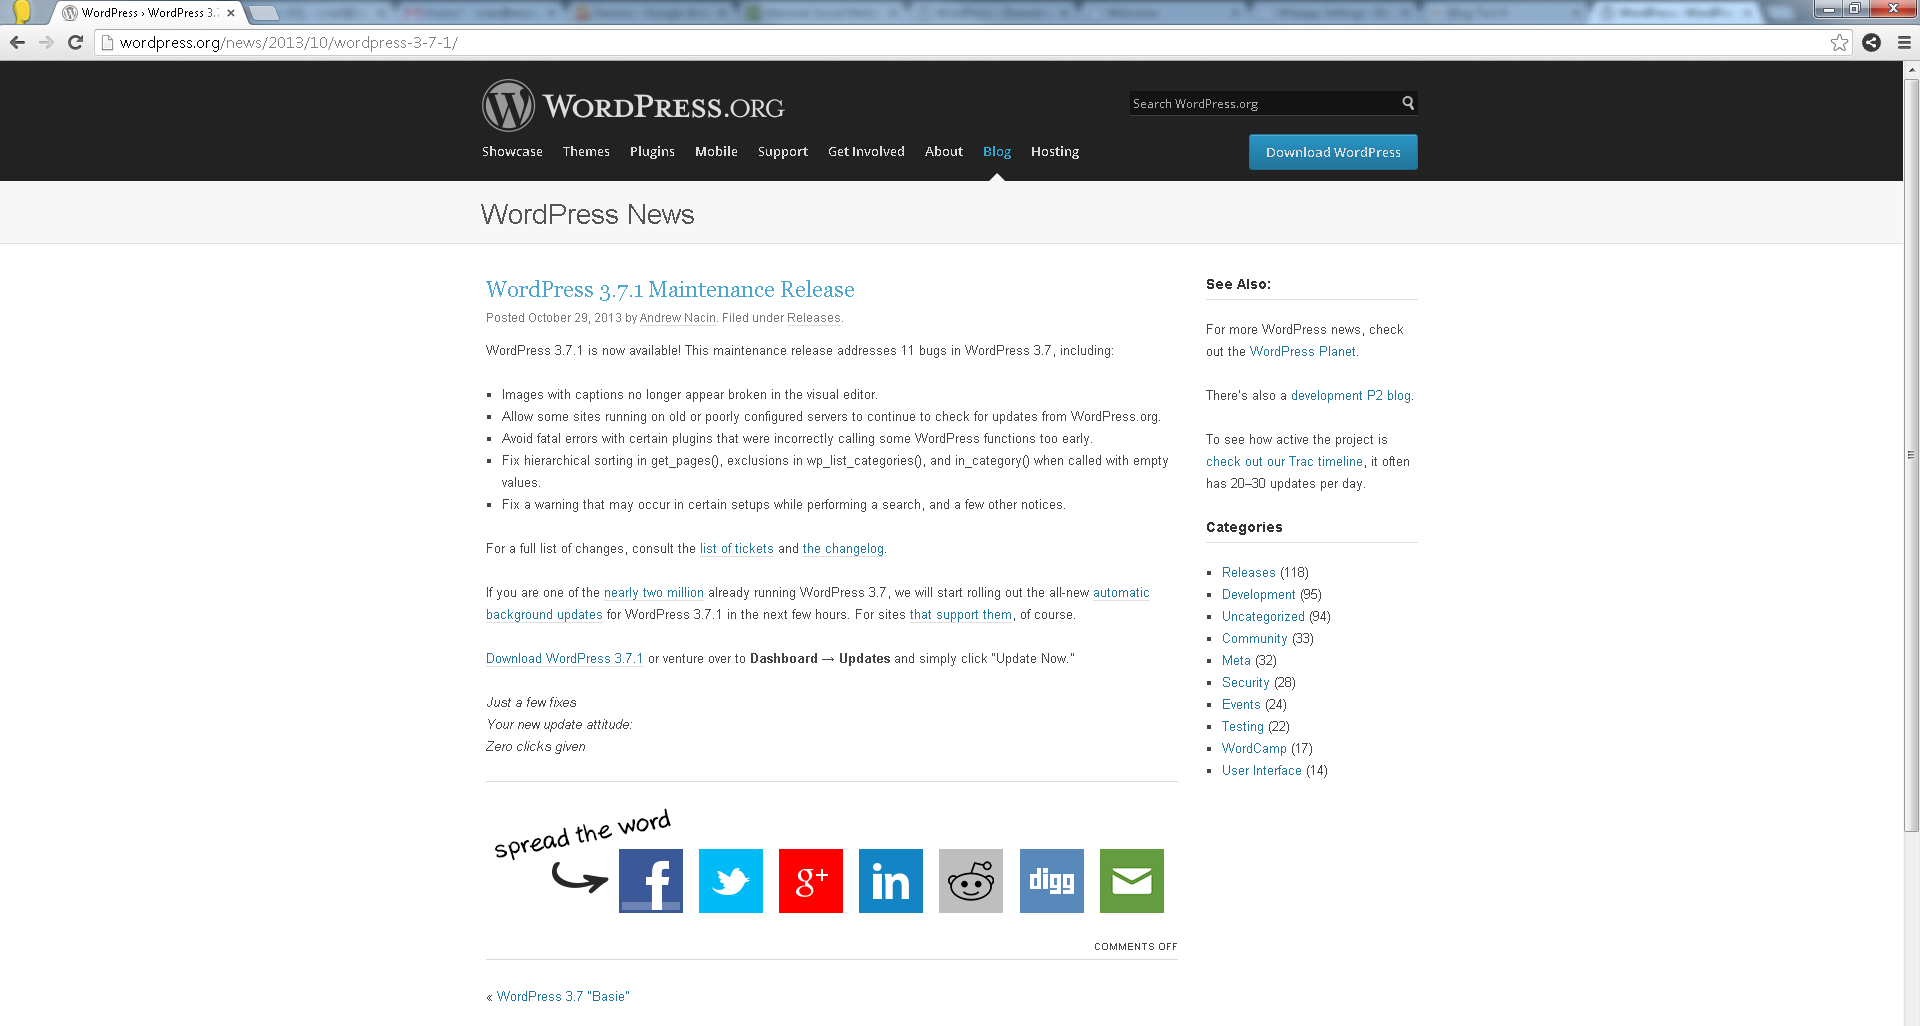 WordPress › WordPress 3.
wordpress.org/news/2013/10/wordpress-3-7-1/
WORDPRESS.ORG
Search WordPress.org
Showcase Themes Plugins Mobile Support Get Involved About Blog Hosting
Download WordPress
WordPress News
WordPress 3.7.1 Maintenance Release
Posted October 29, 2013 by Andrew Nacin. Filed under Releases.
WordPress 3.7.1 is now available! This maintenance release addresses 11 bugs in WordPress 3.7, including:
▪ Images with captions no longer appear broken in the visual editor.
▪ Allow some sites running on old or poorly configured servers to continue to check for updates from WordPress.org.
▪ Avoid fatal errors with certain plugins that were incorrectly calling some WordPress functions too early.
▪ Fix hierarchical sorting in get_pages(), exclusions in wp_list_categories(), and in_category() when called with empty
values.
▪ Fix a warning that may occur in certain setups while performing a search, and a few other notices.
For a full list of changes, consult the list of tickets and the changelog.
If you are one of the nearly two million already running WordPress 3.7, we will start rolling out the all-new automatic
background updates for WordPress 3.7.1 in the next few hours. For sites that support them, of course.
Download WordPress 3.7.1 or venture over to Dashboard → Updates and simply click "Update Now."
Just a few fixes
Your new update attitude:
Zero clicks given
spread the word
f
g+
in
digg
COMMENTS OFF
« WordPress 3.7 "Basie"
See Also:
For more WordPress news, check
out the WordPress Planet.
There's also a development P2 blog.
To see how active the project is
check out our Trac timeline, it often
has 20–30 updates per day.
Categories
▪ Releases (118)
▪ Development (95)
▪ Uncategorized (94)
▪ Community (33)
▪ Meta (32)
▪ Security (28)
▪ Events (24)
▪ Testing (22)
▪ WordCamp (17)
▪ User Interface (14)